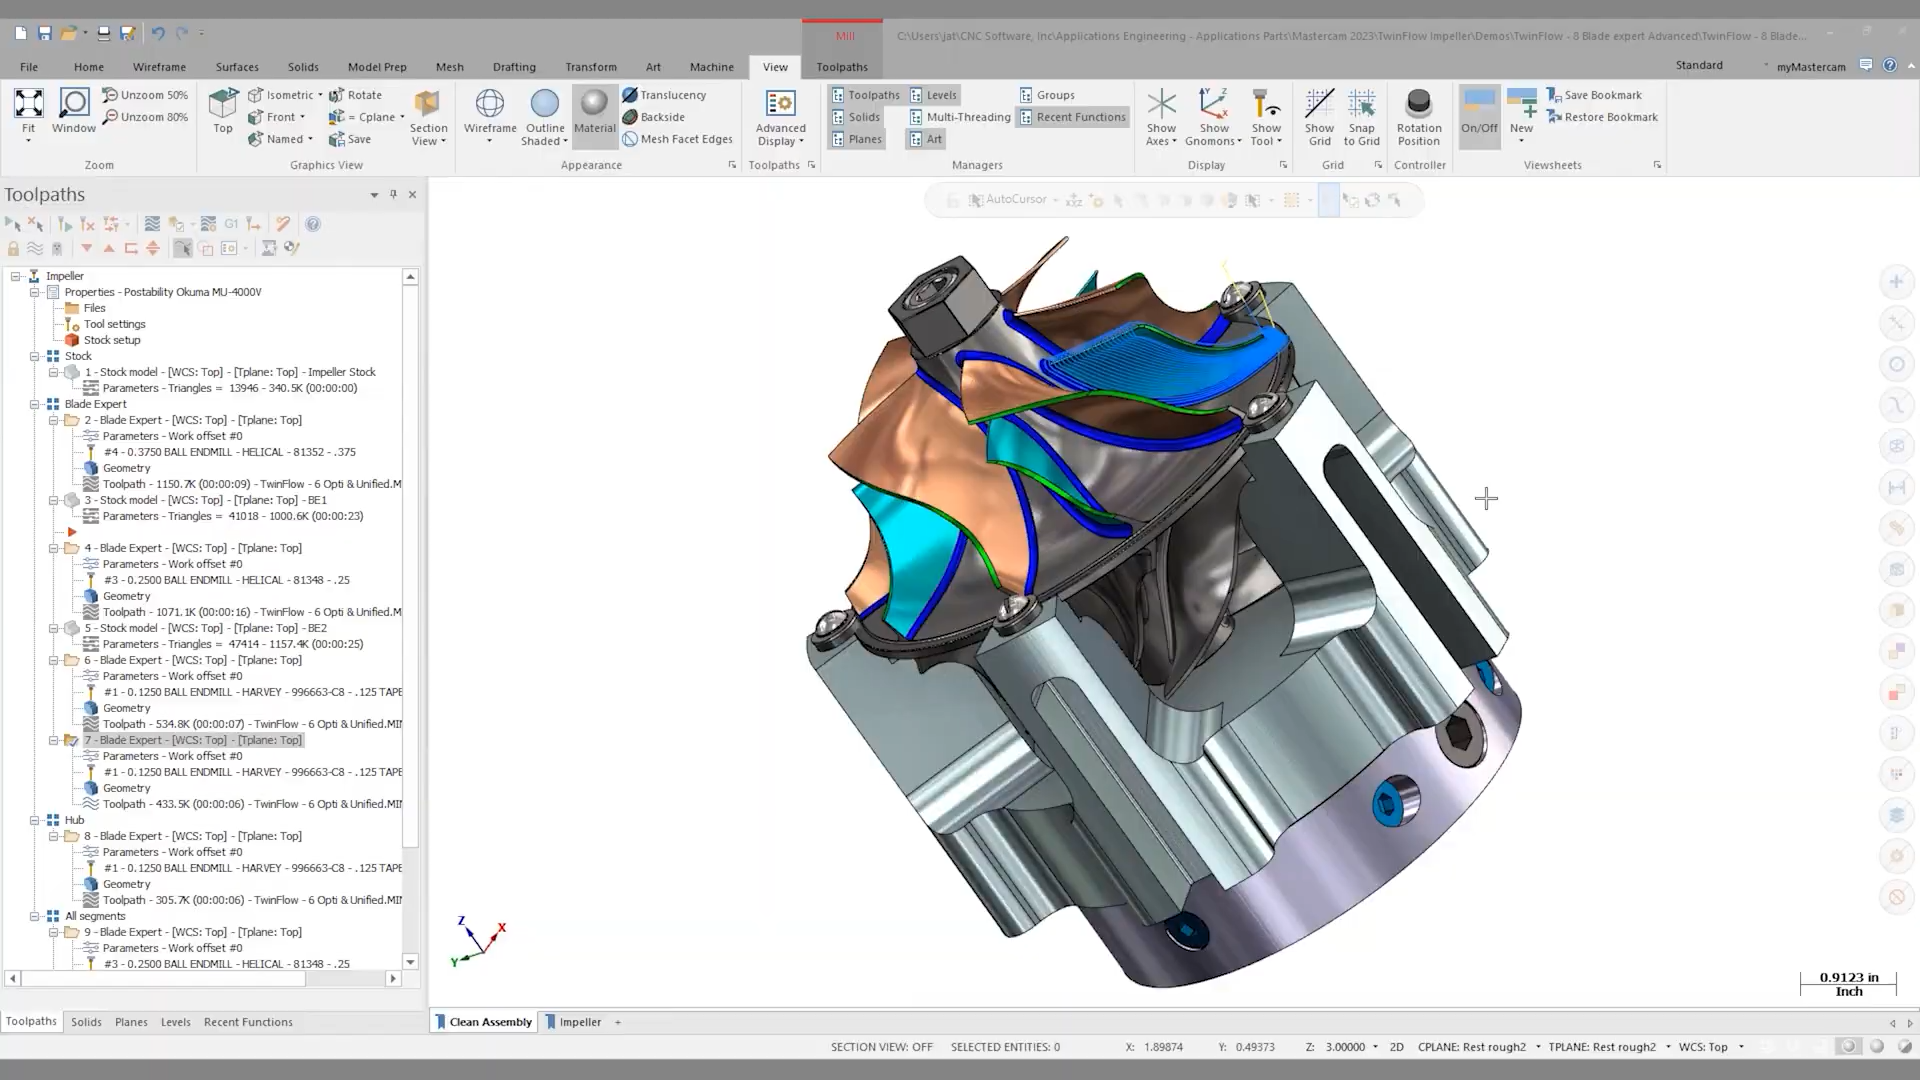 Mill
C:\Users\jat\CNC Software, Inc\Applications Engineering - Applications Parts\Mastercam 2023\TwinFlow Impeller\Demos\TwinFlow - 8 Blade expert Advanced\TwinFlow - 8 Blade...
File Home Wireframe Surfaces Solids Model Prep Mesh Drafting Transform Art Machine View Toolpaths
Standard myMastercam
Fit
Window
Unzoom 50%
Unzoom 80%
Zoom
Top
Isometric
Front
Named
Rotate
= Cplane
Save
Section View
Graphics View
Wireframe
Outline Shaded
Material
Translucency
Backside
Mesh Facet Edges
Appearance
Advanced Display
Toolpaths
Toolpaths
Solids
Planes
Levels
Multi-Threading
Art
Groups
Recent Functions
Managers
Show Axes
Show Gnomons
Show Tool
Display
Show Grid
Snap to Grid
Grid
Rotation Position
Controller
On/Off
New
Save Bookmark
Restore Bookmark
Viewsheets
Toolpaths
G1
AutoCursor
Impeller
Properties - Postability Okuma MU-4000V
Files
Tool settings
Stock setup
Stock
1 - Stock model - [WCS: Top] - [Tplane: Top] - Impeller Stock
Parameters - Triangles = 13946 - 340.5K (00:00:00)
Blade Expert
2 - Blade Expert - [WCS: Top] - [Tplane: Top]
Parameters - Work offset #0
#4 - 0.3750 BALL ENDMILL - HELICAL - 81352 - .375
Geometry
Toolpath - 1150.7K (00:00:09) - TwinFlow - 6 Opti & Unified.M
3 - Stock model - [WCS: Top] - [Tplane: Top] - BE1
Parameters - Triangles = 41018 - 1000.6K (00:00:23)
4 - Blade Expert - [WCS: Top] - [Tplane: Top]
Parameters - Work offset #0
#3 - 0.2500 BALL ENDMILL - HELICAL - 81348 - .25
Geometry
Toolpath - 1071.1K (00:00:16) - TwinFlow - 6 Opti & Unified.M
5 - Stock model - [WCS: Top] - [Tplane: Top] - BE2
Parameters - Triangles = 47414 - 1157.4K (00:00:25)
6 - Blade Expert - [WCS: Top] - [Tplane: Top]
Parameters - Work offset #0
#1 - 0.1250 BALL ENDMILL - HARVEY - 996663-C8 - .125 TAPE
Geometry
Toolpath - 534.8K (00:00:07) - TwinFlow - 6 Opti & Unified.MI
7 - Blade Expert - [WCS: Top] - [Tplane: Top]
Parameters - Work offset #0
#1 - 0.1250 BALL ENDMILL - HARVEY - 996663-C8 - .125 TAPE
Geometry
Toolpath - 433.5K (00:00:06) - TwinFlow - 6 Opti & Unified.MI
Hub
8 - Blade Expert - [WCS: Top] - [Tplane: Top]
Parameters - Work offset #0
#1 - 0.1250 BALL ENDMILL - HARVEY - 996663-C8 - .125 TAPE
Geometry
Toolpath - 305.7K (00:00:06) - TwinFlow - 6 Opti & Unified.MI
All segments
9 - Blade Expert - [WCS: Top] - [Tplane: Top]
Parameters - Work offset #0
#3 - 0.2500 BALL ENDMILL - HELICAL - 81348 - .25
Z
X
Y
0.9123 in
Inch
Toolpaths Solids Planes Levels Recent Functions
Clean Assembly Impeller +
SECTION VIEW: OFF SELECTED ENTITIES: 0 X: 1.89874 Y: 0.49373 Z: 3.00000 2D CPLANE: Rest rough2 TPLANE: Rest rough2 WCS: Top